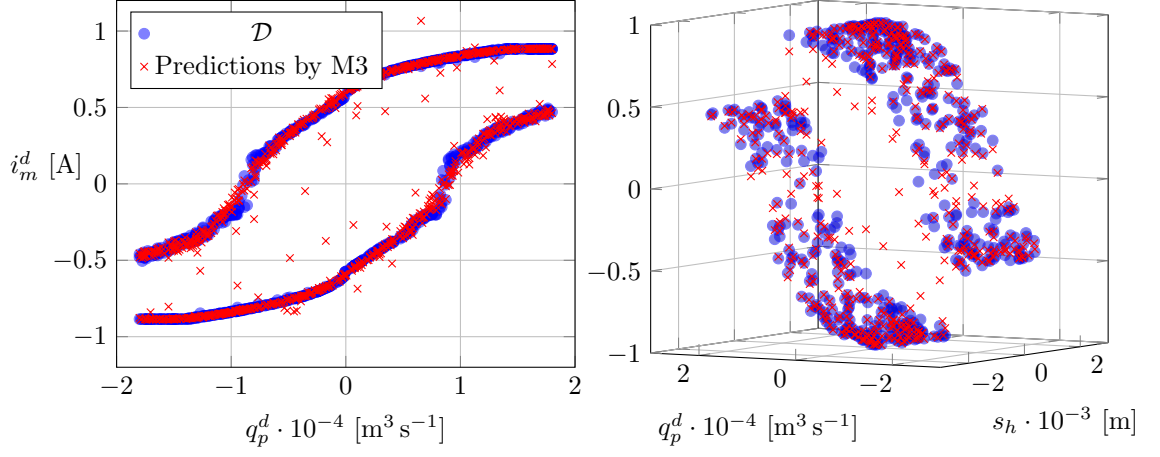 𝒟
Predictions by M3
1
0.5
0
−0.5
−1
i_m^d [A]
−2 −1 0 1 2
q_p^d · 10^{−4} [m³ s⁻¹]
1
0.5
0
−0.5
−1
2 0 −2
−2 0 2
q_p^d · 10^{−4} [m³ s⁻¹]
s_h · 10^{−3} [m]